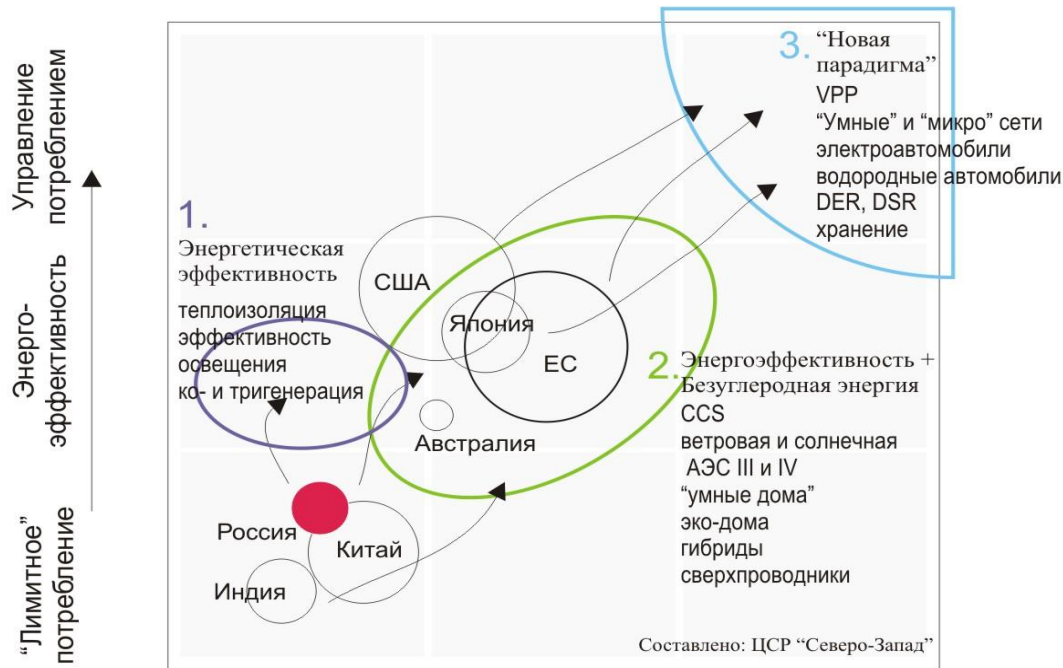 Управление
потреблением
Энерго-
эффективность
“Лимитное”
потребление
1.
Энергетическая
эффективность
теплоизоляция
эффективность
освещения
ко- и тригенерация
США
Япония
ЕС
Австралия
Россия
Китай
Индия
3.
“Новая
парадигма”
VPP
“Умные” и “микро” сети
электроавтомобили
водородные автомобили
DER, DSR
хранение
2.
Энергоэффективность +
Безуглеродная энергия
CCS
ветровая и солнечная
АЭС III и IV
“умные дома”
эко-дома
гибриды
сверхпроводники
Составлено: ЦСР “Северо-Запад”